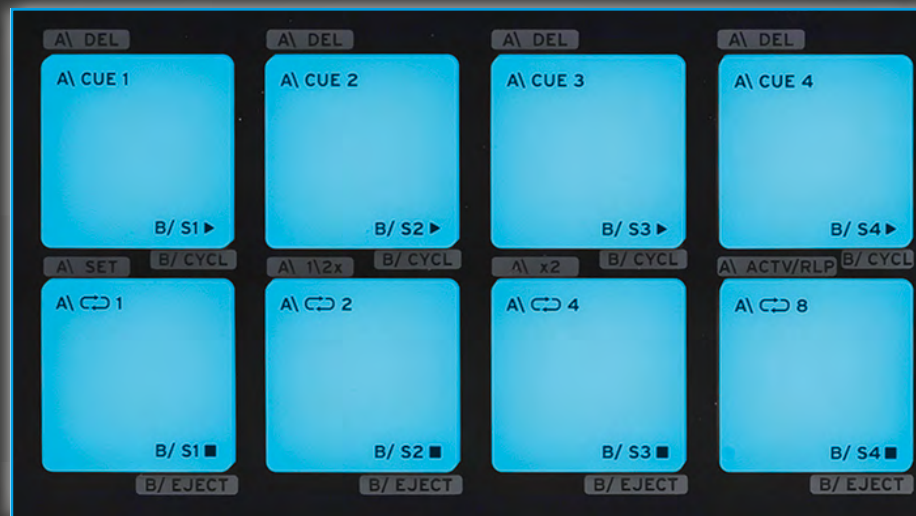 A\ DEL A\ DEL A\ DEL A\ DEL
A\ CUE 1 A\ CUE 2 A\ CUE 3 A\ CUE 4
B/ S1 ▶ B/ S2 ▶ B/ S3 ▶ B/ S4 ▶
A\ SET B/ CYCL A\ 1\2x B/ CYCL A\ x2 B/ CYCL A\ ACTV/RLP B/ CYCL
A\ 1 A\ 2 A\ 4 A\ 8
B/ S1 ■ B/ S2 ■ B/ S3 ■ B/ S4 ■
B/ EJECT B/ EJECT B/ EJECT B/ EJECT